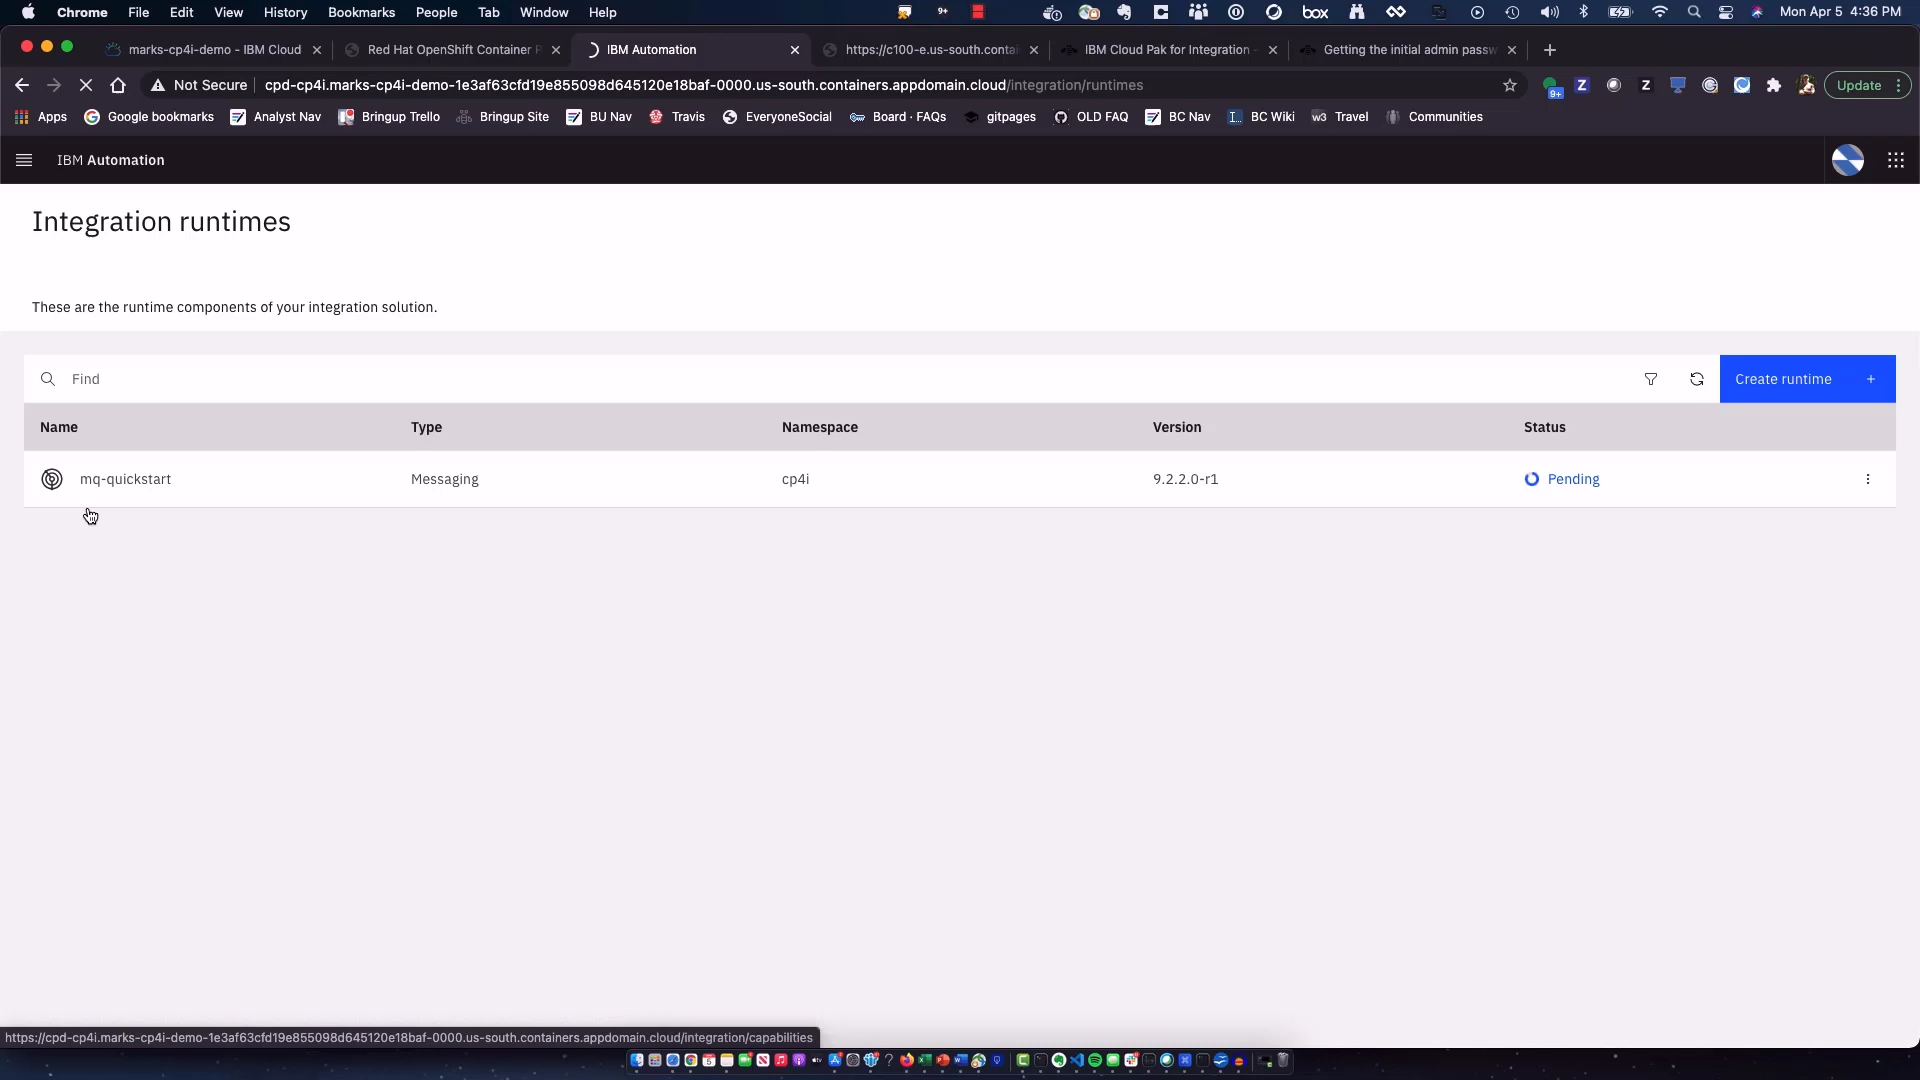 Chrome File Edit View History Bookmarks People Tab Window Help 9+ box Mon Apr 5 4:36 PM
marks-cp4i-demo - IBM Cloud Red Hat OpenShift Container P IBM Automation https://c100-e.us-south.contai IBM Cloud Pak for Integration - Getting the initial admin passw
Not Secure cpd-cp4i.marks-cp4i-demo-1e3af63cfd19e855098d645120e18baf-0000.us-south.containers.appdomain.cloud/integration/runtimes 9+ Z Z Update
Apps Google bookmarks Analyst Nav Bringup Trello Bringup Site BU Nav Travis EveryoneSocial Board · FAQs gitpages OLD FAQ BC Nav BC Wiki w3 Travel Communities
IBM Automation
Integration runtimes
These are the runtime components of your integration solution.
Find Create runtime +
Name Type Namespace Version Status
mq-quickstart Messaging cp4i 9.2.2.0-r1 Pending
https://cpd-cp4i.marks-cp4i-demo-1e3af63cfd19e855098d645120e18baf-0000.us-south.containers.appdomain.cloud/integration/capabilities